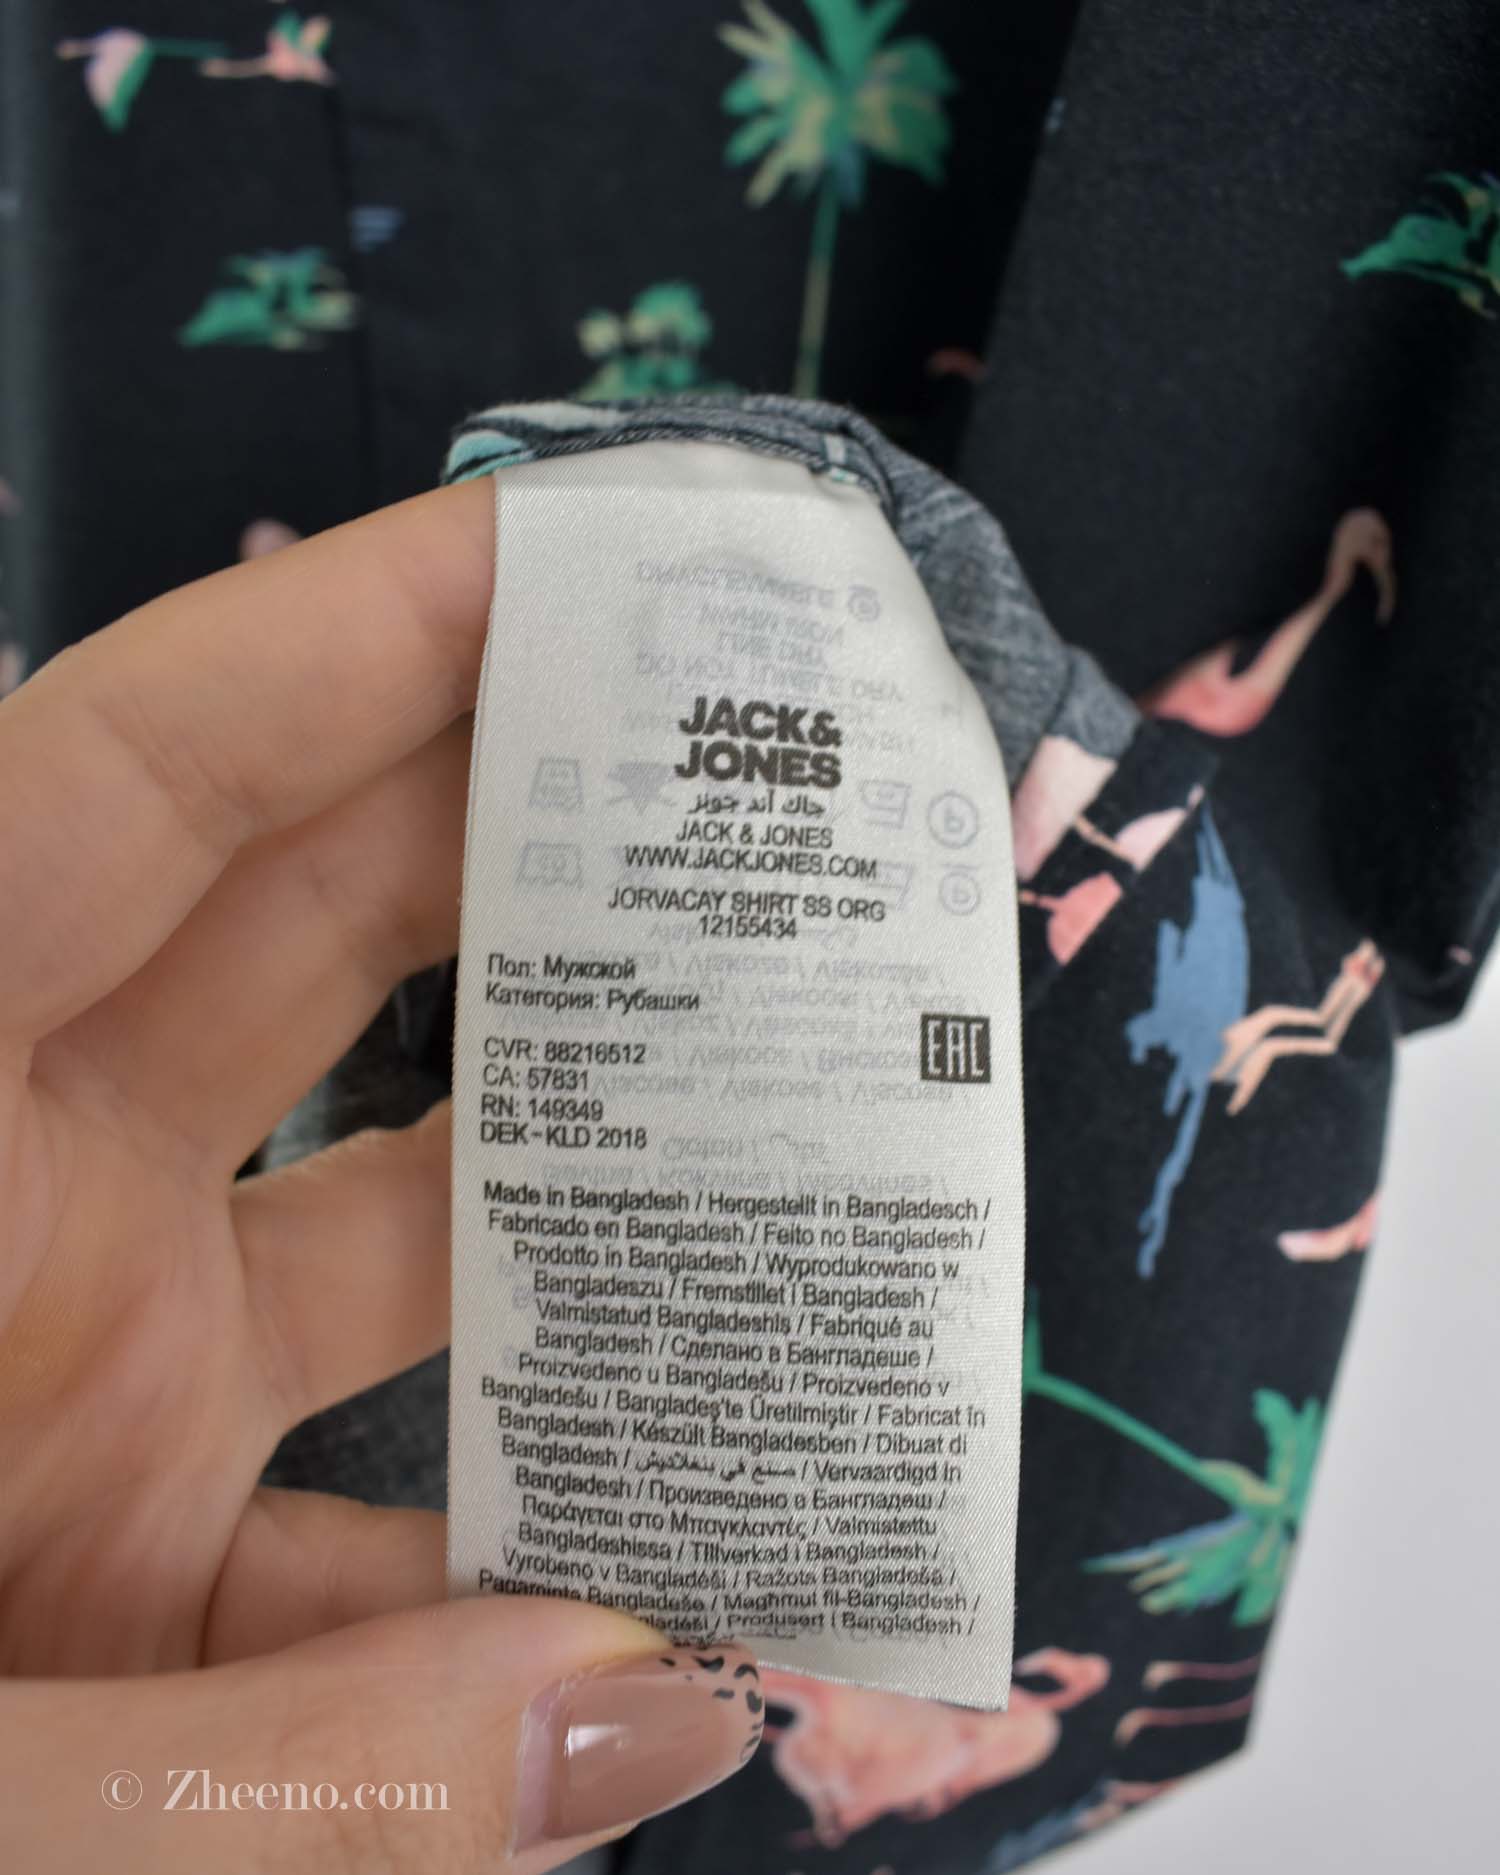 JACK&
JONES
جاك آند جونز
JACK & JONES
WWW.JACKJONES.COM
JORVACAY SHIRT SS ORG
12155434
Пол: Мужской
Категория: Рубашки
CVR: 88216512
CA: 57831
RN: 149349
DEK-KLD 2018
EAC
Made in Bangladesh / Hergestellt in Bangladesch /
Fabricado en Bangladesh / Feito no Bangladesh /
Prodotto in Bangladesh / Wyprodukowano w
Bangladeszu / Fremstillet i Bangladesh /
Valmistatud Bangladeshis / Fabriqué au
Bangladesh / Сделано в Бангладеше /
Proizvedeno u Bangladešu / Proizvedeno v
Bangladešu / Bangladeş'te Üretilmiştir / Fabricat în
Bangladesh / Készült Bangladesben / Dibuat di
Bangladesh / صنع في بنغلاديش / Vervaardigd in
Bangladesh / Произведено в Бангладеш /
Παράγεται στο Μπαγκλαντές / Valmistettu
Bangladeshissa / Tillverkad i Bangladesh /
Vyrobeno v Bangladéši / Ražots Bangladešā /
Pagaminta Bangladeše / Maghmul fil-Bangladesh /
Produsert i Bangladesh /
© Zheeno.com